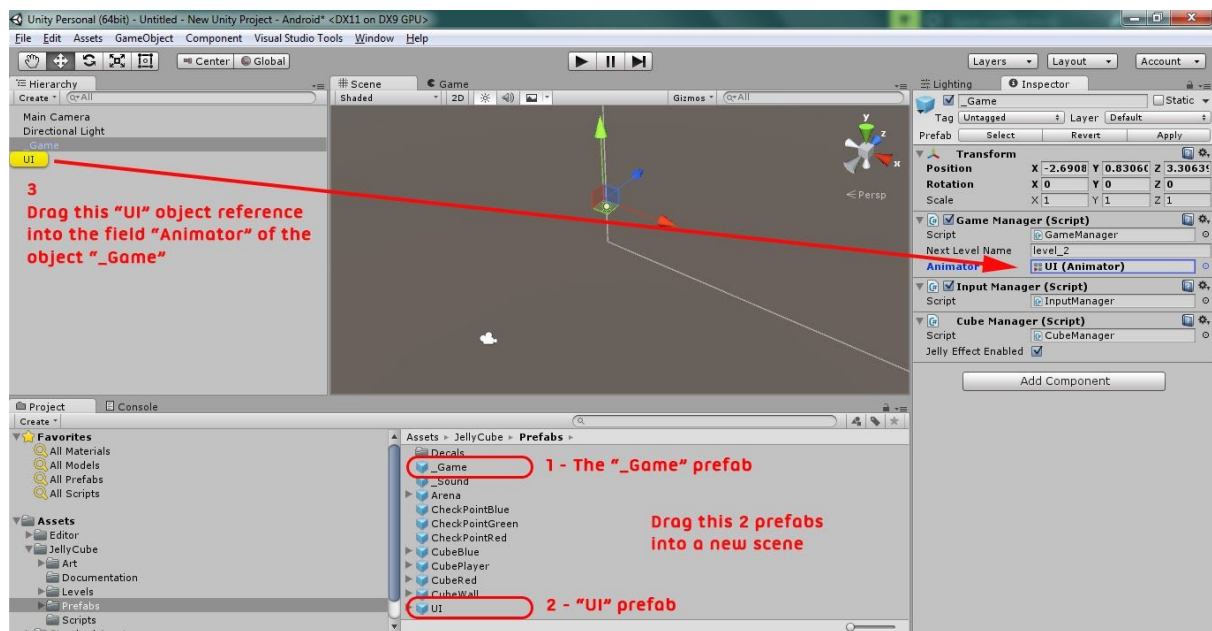 Unity Personal (64bit) - Untitled - New Unity Project - Android* <DX11 on DX9 GPU>
File Edit Assets GameObject Component Visual Studio Tools Window Help
Center Global
Layers Layout Account
Hierarchy
Create All
Main Camera
Directional Light
_Game
UI
3
Drag this "UI" object reference
into the field "Animator" of the
object "_Game"
Scene Game
Shaded 2D Gizmos All
y
z
x
Persp
Lighting Inspector
_Game Static
Tag Untagged Layer Default
Prefab Select Revert Apply
Transform
Position X -2.6908 Y 0.8306( Z 3.3063
Rotation X 0 Y 0 Z 0
Scale X 1 Y 1 Z 1
Game Manager (Script)
Script GameManager
Next Level Name level_2
Animator UI (Animator)
Input Manager (Script)
Script InputManager
Cube Manager (Script)
Script CubeManager
Jelly Effect Enabled
Add Component
Project Console
Create
Favorites
All Materials
All Models
All Prefabs
All Scripts
Assets
Editor
JellyCube
Art
Documentation
Levels
Prefabs
Scripts
Assets JellyCube Prefabs
Decals
_Game
_Sound
Arena
CheckPointBlue
CheckPointGreen
CheckPointRed
CubeBlue
CubePlayer
CubeRed
CubeWall
UI
1 - The "_Game" prefab
Drag this 2 prefabs
into a new scene
2 - "UI" prefab